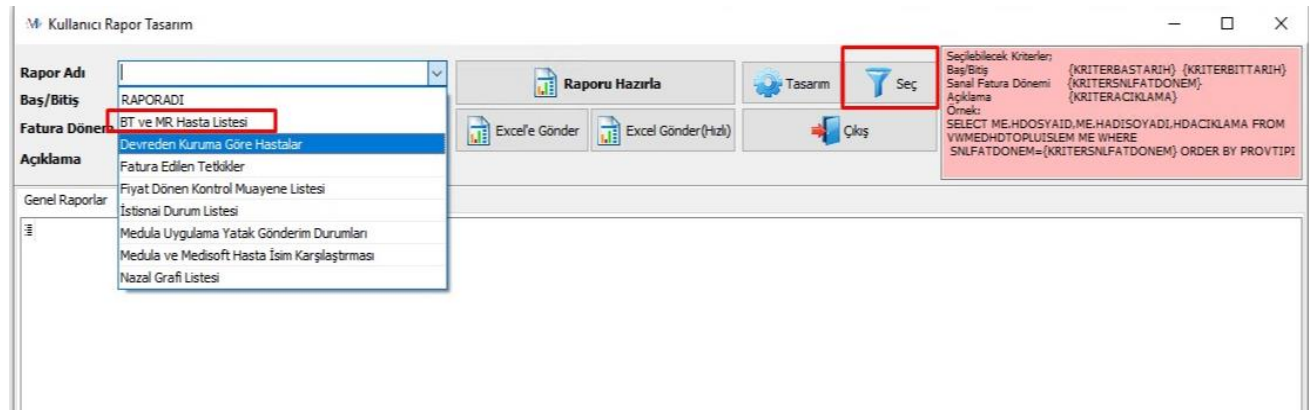 Kullanıcı Rapor Tasarım
Rapor Adı
Baş/Bitiş
Fatura Dönem
Açıklama
RAPORADI
BT ve MR Hasta Listesi
Devreden Kuruma Göre Hastalar
Fatura Edilen Tetkikler
Fiyat Dönen Kontrol Muayene Listesi
İstisnai Durum Listesi
Medula Uygulama Yatak Gönderim Durumları
Medula ve Medisoft Hasta İsim Karşılaştırması
Nazal Grafi Listesi
Raporu Hazırla
Tasarım
Seç
Excel'e Gönder
Excel Gönder(Hızlı)
Çıkış
Seçilebilecek Kriterler;
Baş/Bitiş {KRITERBASTARIH} {KRITERBITTARIH}
Sanal Fatura Dönemi {KRITERSNLFATDONEM}
Açıklama {KRITERACIKLAMA}
Örnek:
SELECT ME.HDOSYAID,ME.HADISOYADI,HDACIKLAMA FROM
VWMEDHDTOPLUISLEM ME WHERE
SNLFATDONEM={KRITERSNLFATDONEM} ORDER BY PROVTIPI
Genel Raporlar